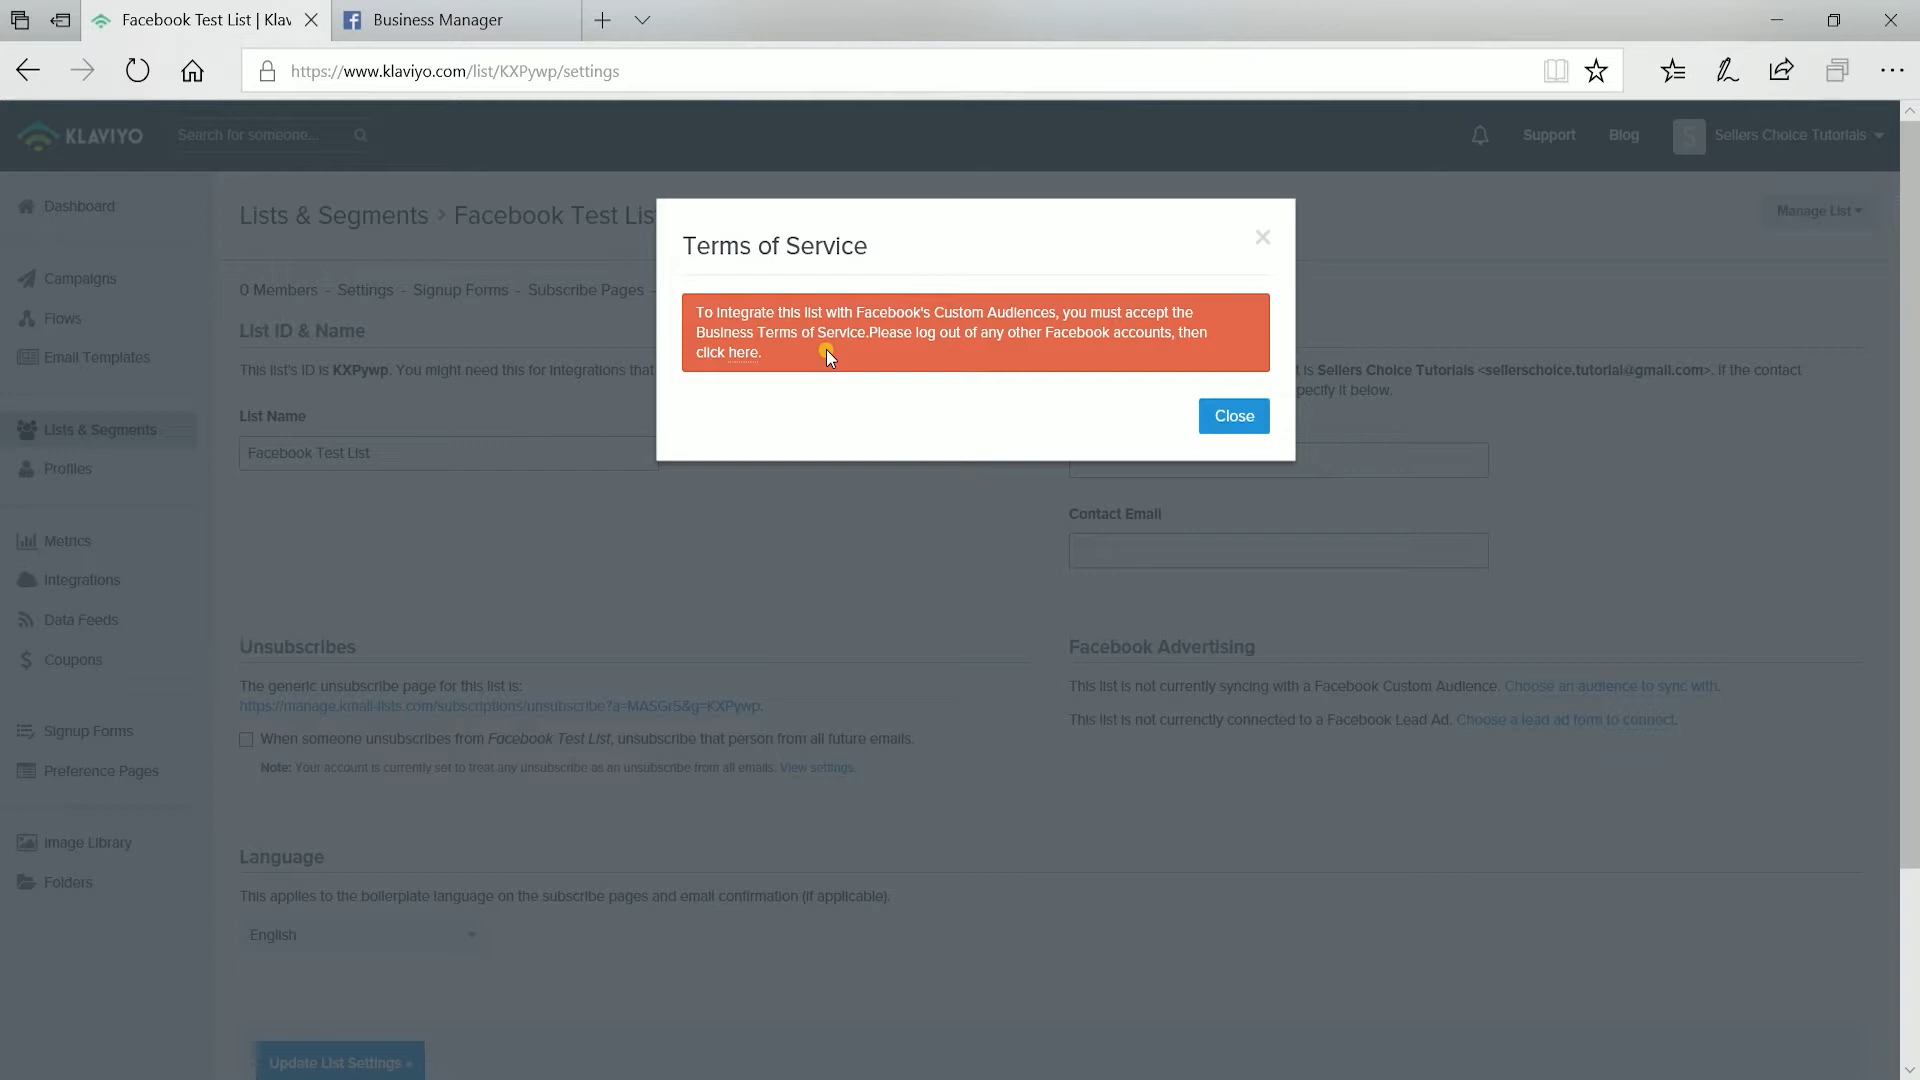 Facebook Test List | Klav
Business Manager
https://www.klaviyo.com/list/KXPywp/settings
KLAVIYO
Search for someone...
Support
Blog
S
Sellers Choice Tutorials
Dashboard
Campaigns
Flows
Email Templates
Lists & Segments
Profiles
Metrics
Integrations
Data Feeds
Coupons
Signup Forms
Preference Pages
Image Library
Folders
Lists & Segments › Facebook Test Lis
Manage List
0 Members - Settings - Signup Forms - Subscribe Pages -
List ID & Name
This list's ID is KXPywp. You might need this for integrations that
List Name
Facebook Test List
Terms of Service
×
To integrate this list with Facebook's Custom Audiences, you must accept the
Business Terms of Service.Please log out of any other Facebook accounts, then
click here.
Close
t is Sellers Choice Tutorials <sellerschoice.tutorial@gmail.com>. If the contact
pecify it below.
Contact Email
Unsubscribes
The generic unsubscribe page for this list is:
https://manage.kmail-lists.com/subscriptions/unsubscribe?a=MASGr5&g=KXPywp.
When someone unsubscribes from Facebook Test List, unsubscribe that person from all future emails.
Note: Your account is currently set to treat any unsubscribe as an unsubscribe from all emails. View settings.
Facebook Advertising
This list is not currently syncing with a Facebook Custom Audience. Choose an audience to sync with.
This list is not currenctly connected to a Facebook Lead Ad. Choose a lead ad form to connect.
Language
This applies to the boilerplate language on the subscribe pages and email confirmation (if applicable).
English
Update List Settings »